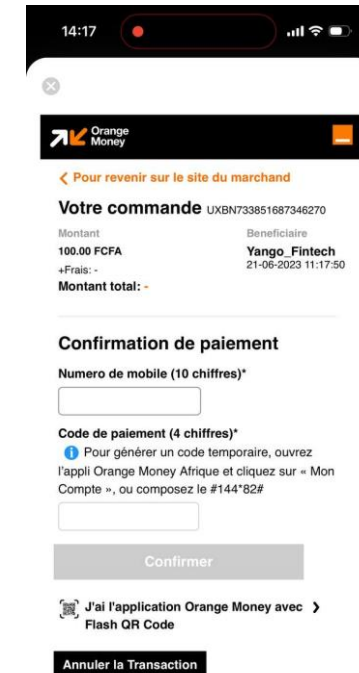 14:17
Orange
Money
Pour revenir sur le site du marchand
Votre commande UXBN733851687346270
Montant
Beneficiaire
100.00 FCFA
Yango_Fintech
+Frais: -
21-06-2023 11:17:50
Montant total: -
Confirmation de paiement
Numero de mobile (10 chiffres)*
Code de paiement (4 chiffres)*
Pour générer un code temporaire, ouvrez
l'appli Orange Money Afrique et cliquez sur « Mon
Compte », ou composez le #144*82#
Confirmer
J'ai l'application Orange Money avec
Flash QR Code
Annuler la Transaction